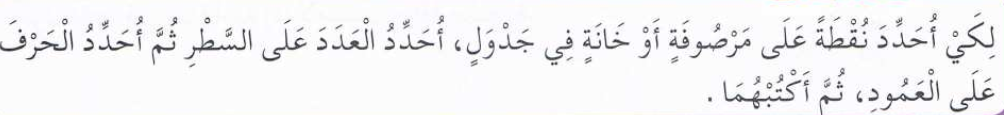 لِكَيْ أُحَدِّدَ نُقْطَةً عَلَى مَرْصُوفَةٍ أَوْ خَانَةٍ فِي جَدْوَلٍ، أُحَدِّدُ الْعَدَدَ عَلَى السَّطْرِ ثُمَّ أُحَدِّدُ الْحَرْفَ
عَلَى الْعَمُودِ، ثُمَّ أَكْتُبْهُمَا .